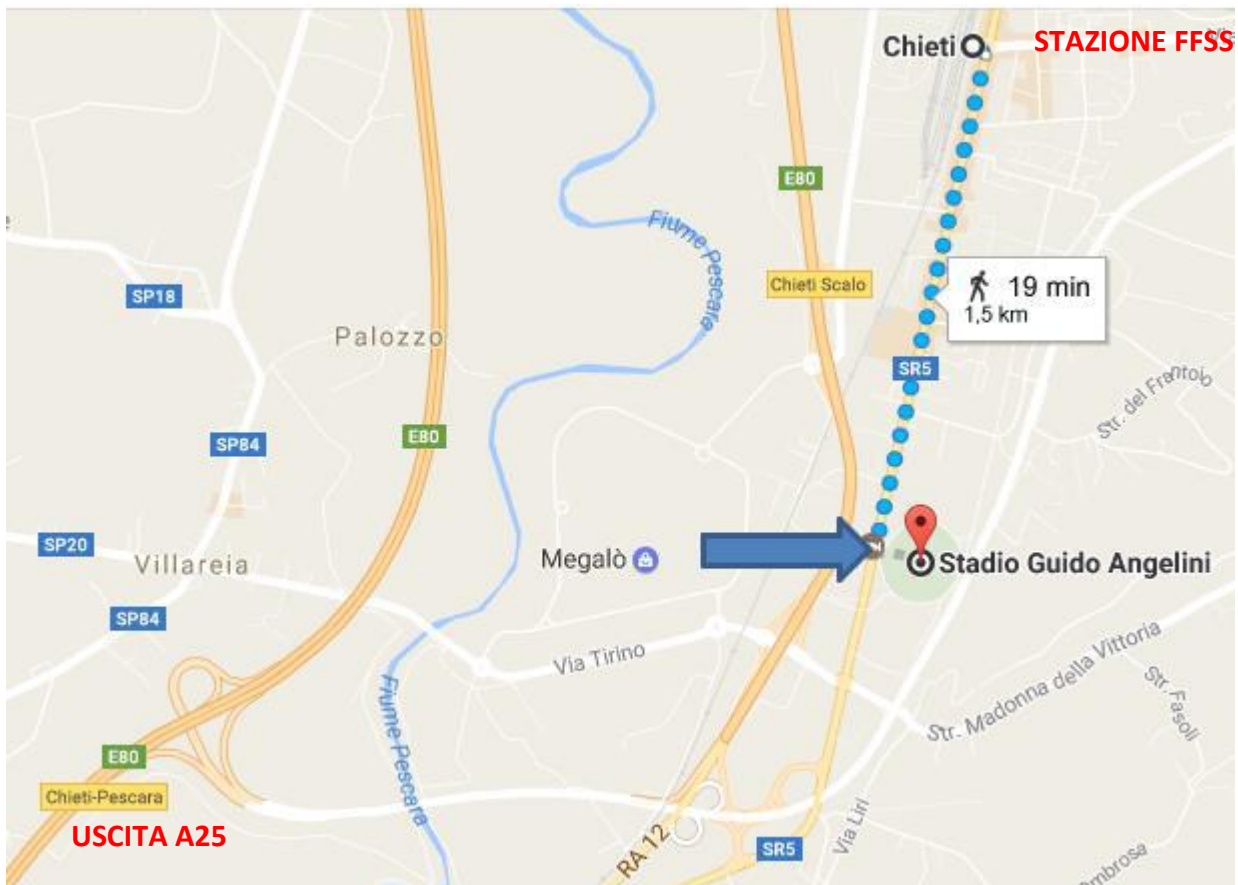 Chieti
STAZIONE FFSS
E80
Fiume Pescara
Chieti Scalo
SP18
19 min
1,5 km
Palozzo
SR5
Str. del Frantoio
SP84
E80
SP20
Villareia
Megalò
Stadio Guido Angelini
SP84
Via Tirino
Str. Madonna della Vittoria
Str. Fasoli
Fiume Pescara
E80
Chieti-Pescara
USCITA A25
RA 12
SR5
Via Liri